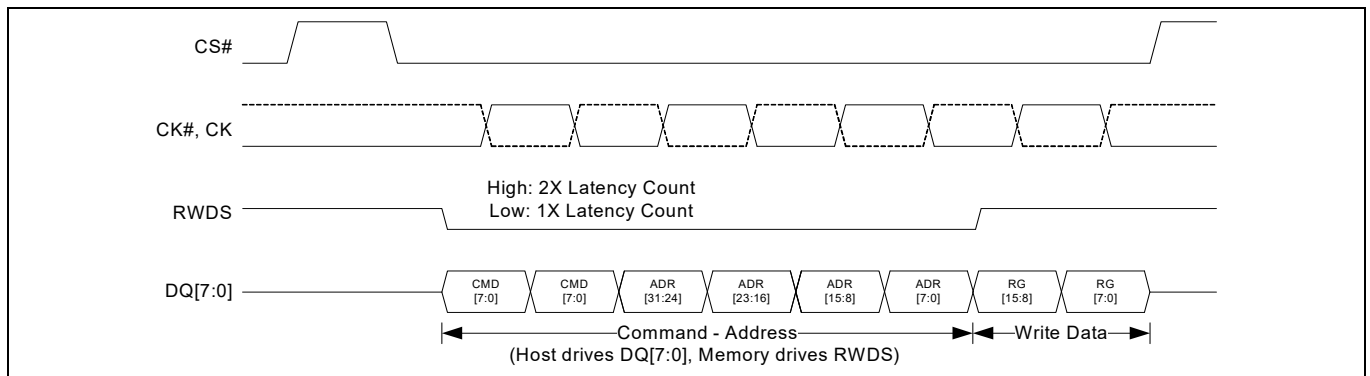 CS#
CK#, CK
High: 2X Latency Count
Low: 1X Latency Count
RWDS
DQ[7:0]
CMD [7:0]
CMD [7:0]
ADR [31:24]
ADR [23:16]
ADR [15:8]
ADR [7:0]
RG [15:8]
RG [7:0]
Command - Address
Write Data
(Host drives DQ[7:0], Memory drives RWDS)